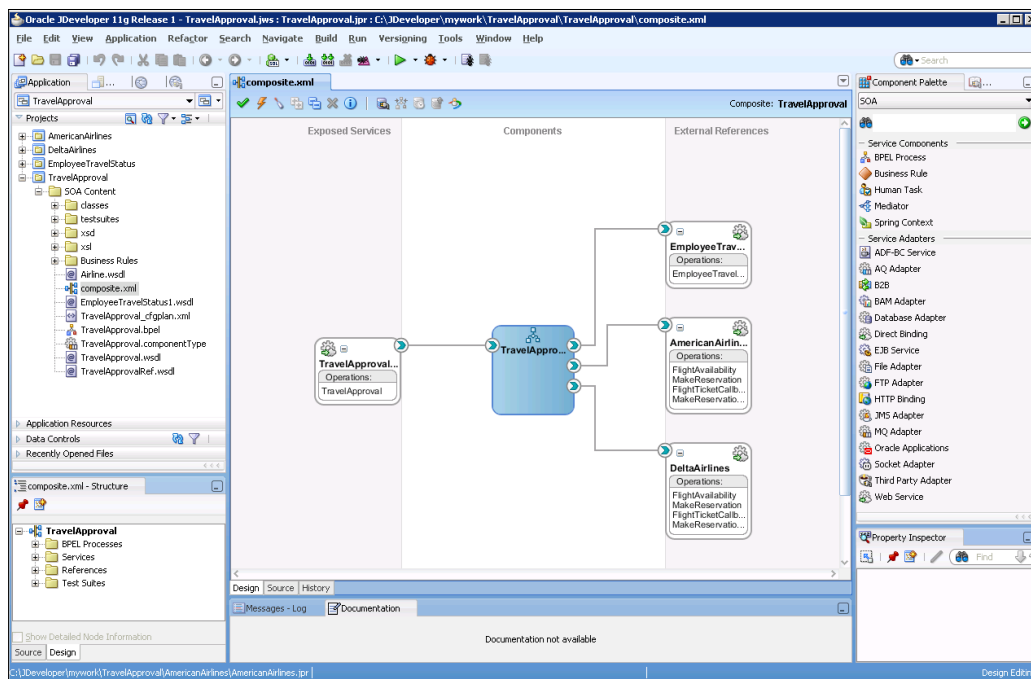 Oracle JDeveloper 11g Release 1 - TravelApproval.jws : TravelApproval.jpr : C:\JDeveloper\mywork\TravelApproval\TravelApproval\composite.xml
File Edit View Application Refactor Search Navigate Build Run Versioning Tools Window Help
Search
Application
TravelApproval
Projects
AmericanAirlines
DeltaAirlines
EmployeeTravelStatus
TravelApproval
SOA Content
classes
testsuites
xsd
xsl
Business Rules
Airline.wsdl
composite.xml
EmployeeTravelStatus1.wsdl
TravelApproval_cfgplan.xml
TravelApproval.bpel
TravelApproval.componentType
TravelApproval.wsdl
TravelApprovalRef.wsdl
Application Resources
Data Controls
Recently Opened Files
composite.xml - Structure
TravelApproval
BPEL Processes
Services
References
Test Suites
Show Detailed Node Information
Source Design
composite.xml
Composite: TravelApproval
Exposed Services Components External References
TravelApproval...
Operations:
TravelApproval
TravelAppro...
EmployeeTrav...
Operations:
EmployeeTravel...
AmericanAirlin...
Operations:
FlightAvailability
MakeReservation
FlightTicketCallb...
MakeReservatio...
DeltaAirlines
Operations:
FlightAvailability
MakeReservation
FlightTicketCallb...
MakeReservatio...
Design Source History
Messages - Log Documentation
Documentation not available
Component Palette
SOA
Service Components
BPEL Process
Business Rule
Human Task
Mediator
Spring Context
Service Adapters
ADF-BC Service
AQ Adapter
B2B
BAM Adapter
Database Adapter
Direct Binding
EJB Service
File Adapter
FTP Adapter
HTTP Binding
JMS Adapter
MQ Adapter
Oracle Applications
Socket Adapter
Third Party Adapter
Web Service
Property Inspector
Find
C:\JDeveloper\mywork\TravelApproval\AmericanAirlines\AmericanAirlines.jpr
Design Editin